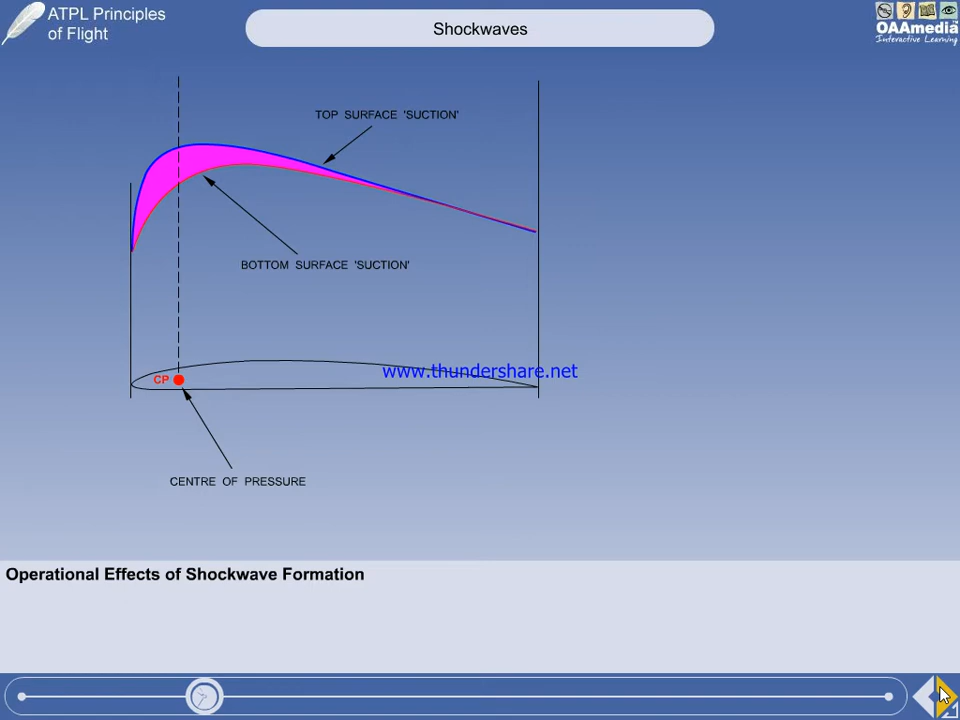 ATPL Principles
of Flight
Shockwaves
OAAmedia
Interactive Learning
TOP SURFACE 'SUCTION'
BOTTOM SURFACE 'SUCTION'
www.thundershare.net
CP
CENTRE OF PRESSURE
Operational Effects of Shockwave Formation